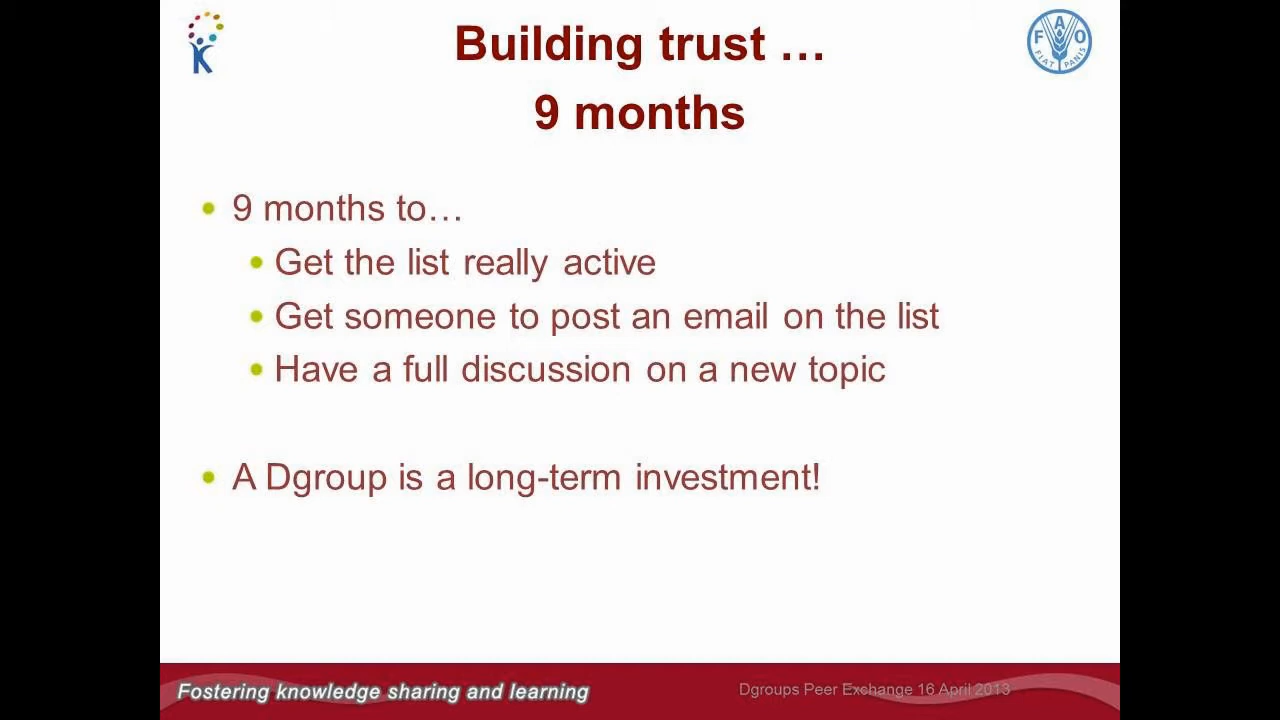 Building trust …
9 months
F A O
FIAT PANIS
K
9 months to…
Get the list really active
Get someone to post an email on the list
Have a full discussion on a new topic
A Dgroup is a long-term investment!
Fostering knowledge sharing and learning
Dgroups Peer Exchange 16 April 2013